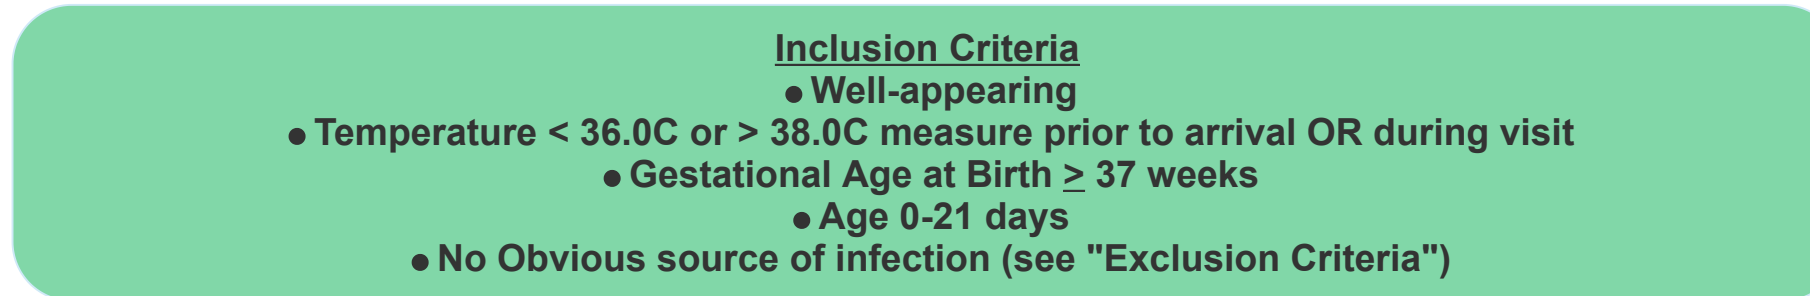 Inclusion Criteria
● Well-appearing
● Temperature < 36.0C or > 38.0C measure prior to arrival OR during visit
● Gestational Age at Birth ≥ 37 weeks
● Age 0-21 days
● No Obvious source of infection (see "Exclusion Criteria")